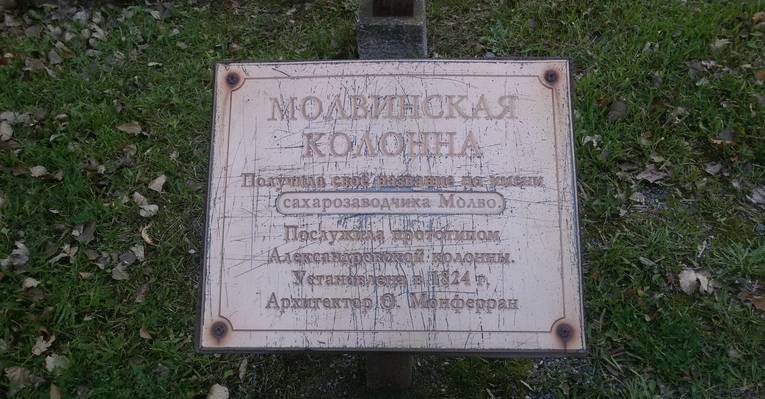 МОЛВИНСКАЯ
КОЛОННА
Получила своё название по имени
сахарозаводчика Молво.
Послужила прототипом
Александровской колонны.
Установлена в 1824 г.
Архитектор О. Монферран